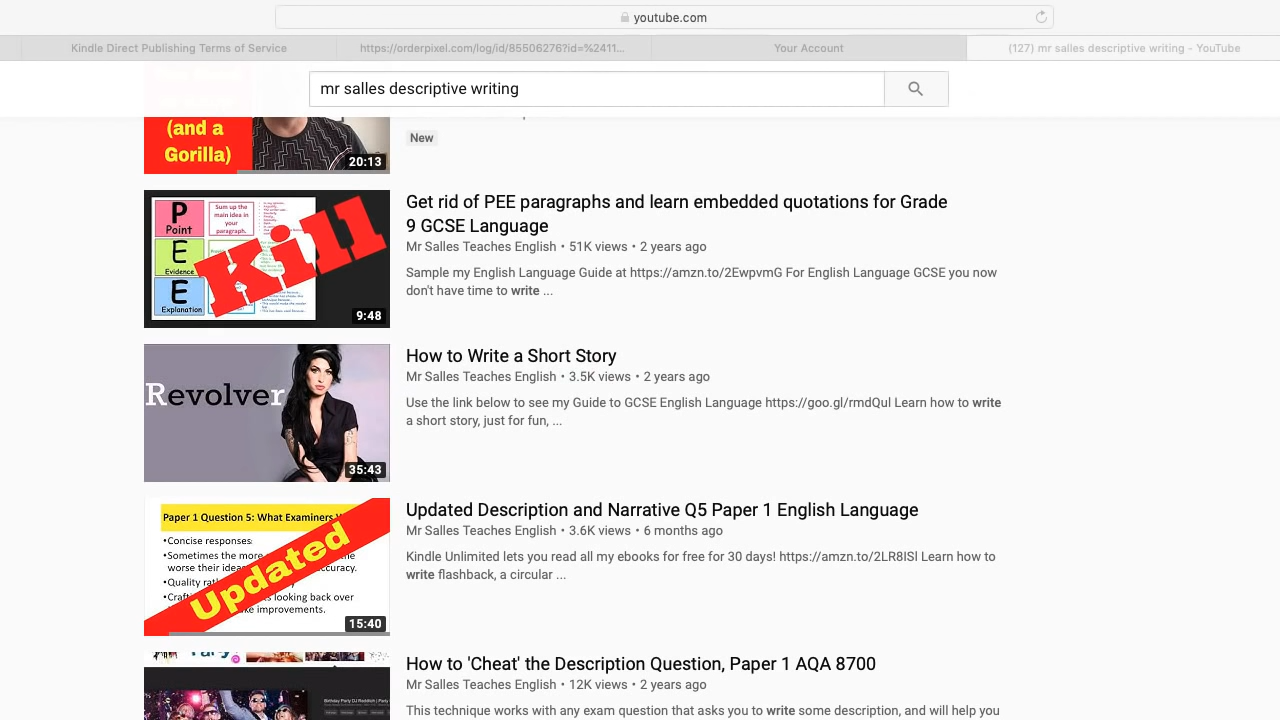 youtube.com
Kindle Direct Publishing Terms of Service
https://orderpixel.com/log/id/85506276?id=%2411...
Your Account
(127) mr salles descriptive writing - YouTube
mr salles descriptive writing
(and a
Gorilla)
20:13
New
P
Point
E
Evidence
E
Explanation
Sum up the
main idea in
your
paragraph.
Kill
9:48
Get rid of PEE paragraphs and learn embedded quotations for Grade
9 GCSE Language
Mr Salles Teaches English • 51K views • 2 years ago
Sample my English Language Guide at https://amzn.to/2EwpvmG For English Language GCSE you now
don't have time to write ...
Revolver
35:43
How to Write a Short Story
Mr Salles Teaches English • 3.5K views • 2 years ago
Use the link below to see my Guide to GCSE English Language https://goo.gl/rmdQul Learn how to write
a short story, just for fun, ...
Paper 1 Question 5: What Examiners
•Concise responses:
•Sometimes the more
worse their ideas
•Quality
looking back over
improvements.
Updated
15:40
Updated Description and Narrative Q5 Paper 1 English Language
Mr Salles Teaches English • 3.6K views • 6 months ago
Kindle Unlimited lets you read all my ebooks for free for 30 days! https://amzn.to/2LR8ISl Learn how to
write flashback, a circular ...
How to 'Cheat' the Description Question, Paper 1 AQA 8700
Mr Salles Teaches English • 12K views • 2 years ago
This technique works with any exam question that asks you to write some description, and will help you